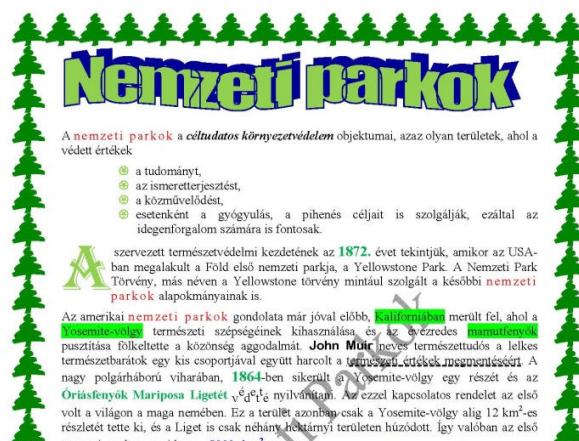 Nemzeti parkok
A nemzeti parkok a céltudatos környezetvédelem objektumai, azaz olyan területek, ahol a
védett értékek
a tudományt,
az ismeretterjesztést,
a közművelődést,
esetenként a gyógyulás, a pihenés céljait is szolgálják, ezáltal az
idegenforgalom számára is fontosak.
A szervezett természetvédelmi kezdetének az 1872. évet tekintjük, amikor az USA-
ban megalakult a Föld első nemzeti parkja, a Yellowstone Park. A Nemzeti Park
Törvény, más néven a Yellowstone törvény mintául szolgált a későbbi nemzeti
parkok alapokmányainak is.
Az amerikai nemzeti parkok gondolata már jóval előbb, Kaliforniában merült fel, ahol a
Yosemite-völgy természeti szépségeinek kihasználása és az évezredes mamutfenyők
pusztítása fölkeltette a közönség aggodalmát. John Muir neves természettudós a lelkes
természetbarátok egy kis csoportjával együtt harcolt a természeti értékek megmentéséért. A
nagy polgárháború viharában, 1864-ben sikerült a Yosemite-völgy egy részét és az
Óriásfenyők Mariposa Ligetét védetté nyilvánítani. Az ezzel kapcsolatos rendelet az első
volt a világon a maga nemében. Ez a terület azonban csak a Yosemite-völgy alig 12 km²-es
részletét tette ki, és a Liget is csak néhány hektárnyi területen húzódott. Így valóban az első